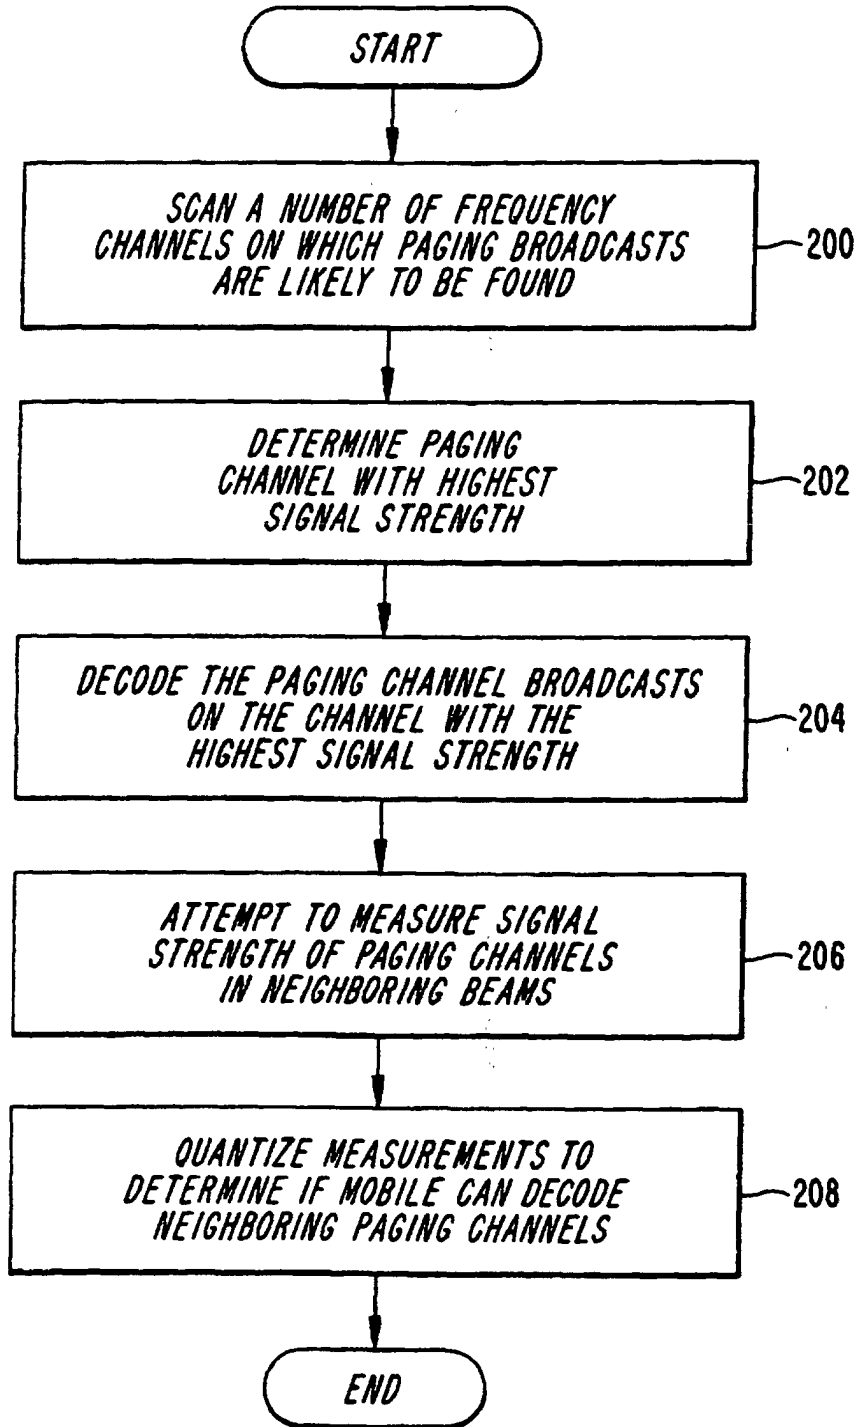 START
SCAN A NUMBER OF FREQUENCY
CHANNELS ON WHICH PAGING BROADCASTS
ARE LIKELY TO BE FOUND
200
DETERMINE PAGING
CHANNEL WITH HIGHEST
SIGNAL STRENGTH
202
DECODE THE PAGING CHANNEL BROADCASTS
ON THE CHANNEL WITH THE
HIGHEST SIGNAL STRENGTH
204
ATTEMPT TO MEASURE SIGNAL
STRENGTH OF PAGING CHANNELS
IN NEIGHBORING BEAMS
206
QUANTIZE MEASUREMENTS TO
DETERMINE IF MOBILE CAN DECODE
NEIGHBORING PAGING CHANNELS
208
END